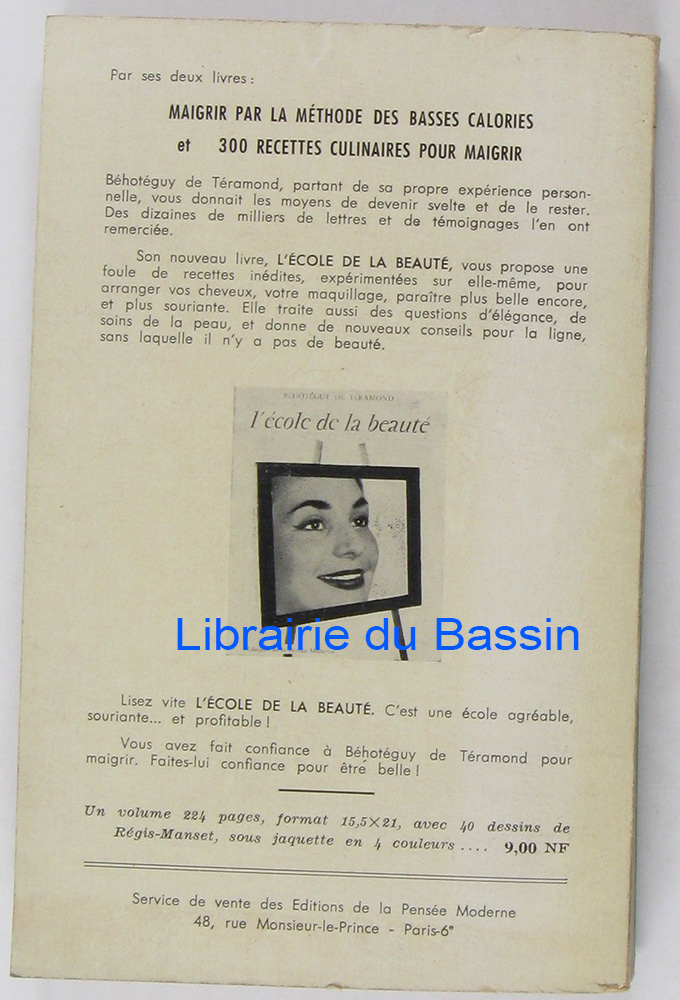 Par ses deux livres :
MAIGRIR PAR LA MÉTHODE DES BASSES CALORIES
et 300 RECETTES CULINAIRES POUR MAIGRIR
Béhotéguy de Téramond, partant de sa propre expérience person-
nelle, vous donnait les moyens de devenir svelte et de le rester.
Des dizaines de milliers de lettres et de témoignages l'en ont
remerciée.
Son nouveau livre, L'ÉCOLE DE LA BEAUTÉ, vous propose une
foule de recettes inédites, expérimentées sur elle-même, pour
arranger vos cheveux, votre maquillage, paraître plus belle encore,
et plus souriante. Elle traite aussi des questions d'élégance, de
soins de la peau, et donne de nouveaux conseils pour la ligne,
sans laquelle il n'y a pas de beauté.
BÉHOTÉGUY DE TÉRAMOND
l'école de la beauté
Librairie du Bassin
Lisez vite L'ÉCOLE DE LA BEAUTÉ. C'est une école agréable,
souriante... et profitable !
Vous avez fait confiance à Béhotéguy de Téramond pour
maigrir. Faites-lui confiance pour être belle !
Un volume 224 pages, format 15,5×21, avec 40 dessins de
Régis-Manset, sous jaquette en 4 couleurs .... 9,00 NF
Service de vente des Editions de la Pensée Moderne
48, rue Monsieur-le-Prince - Paris-6e